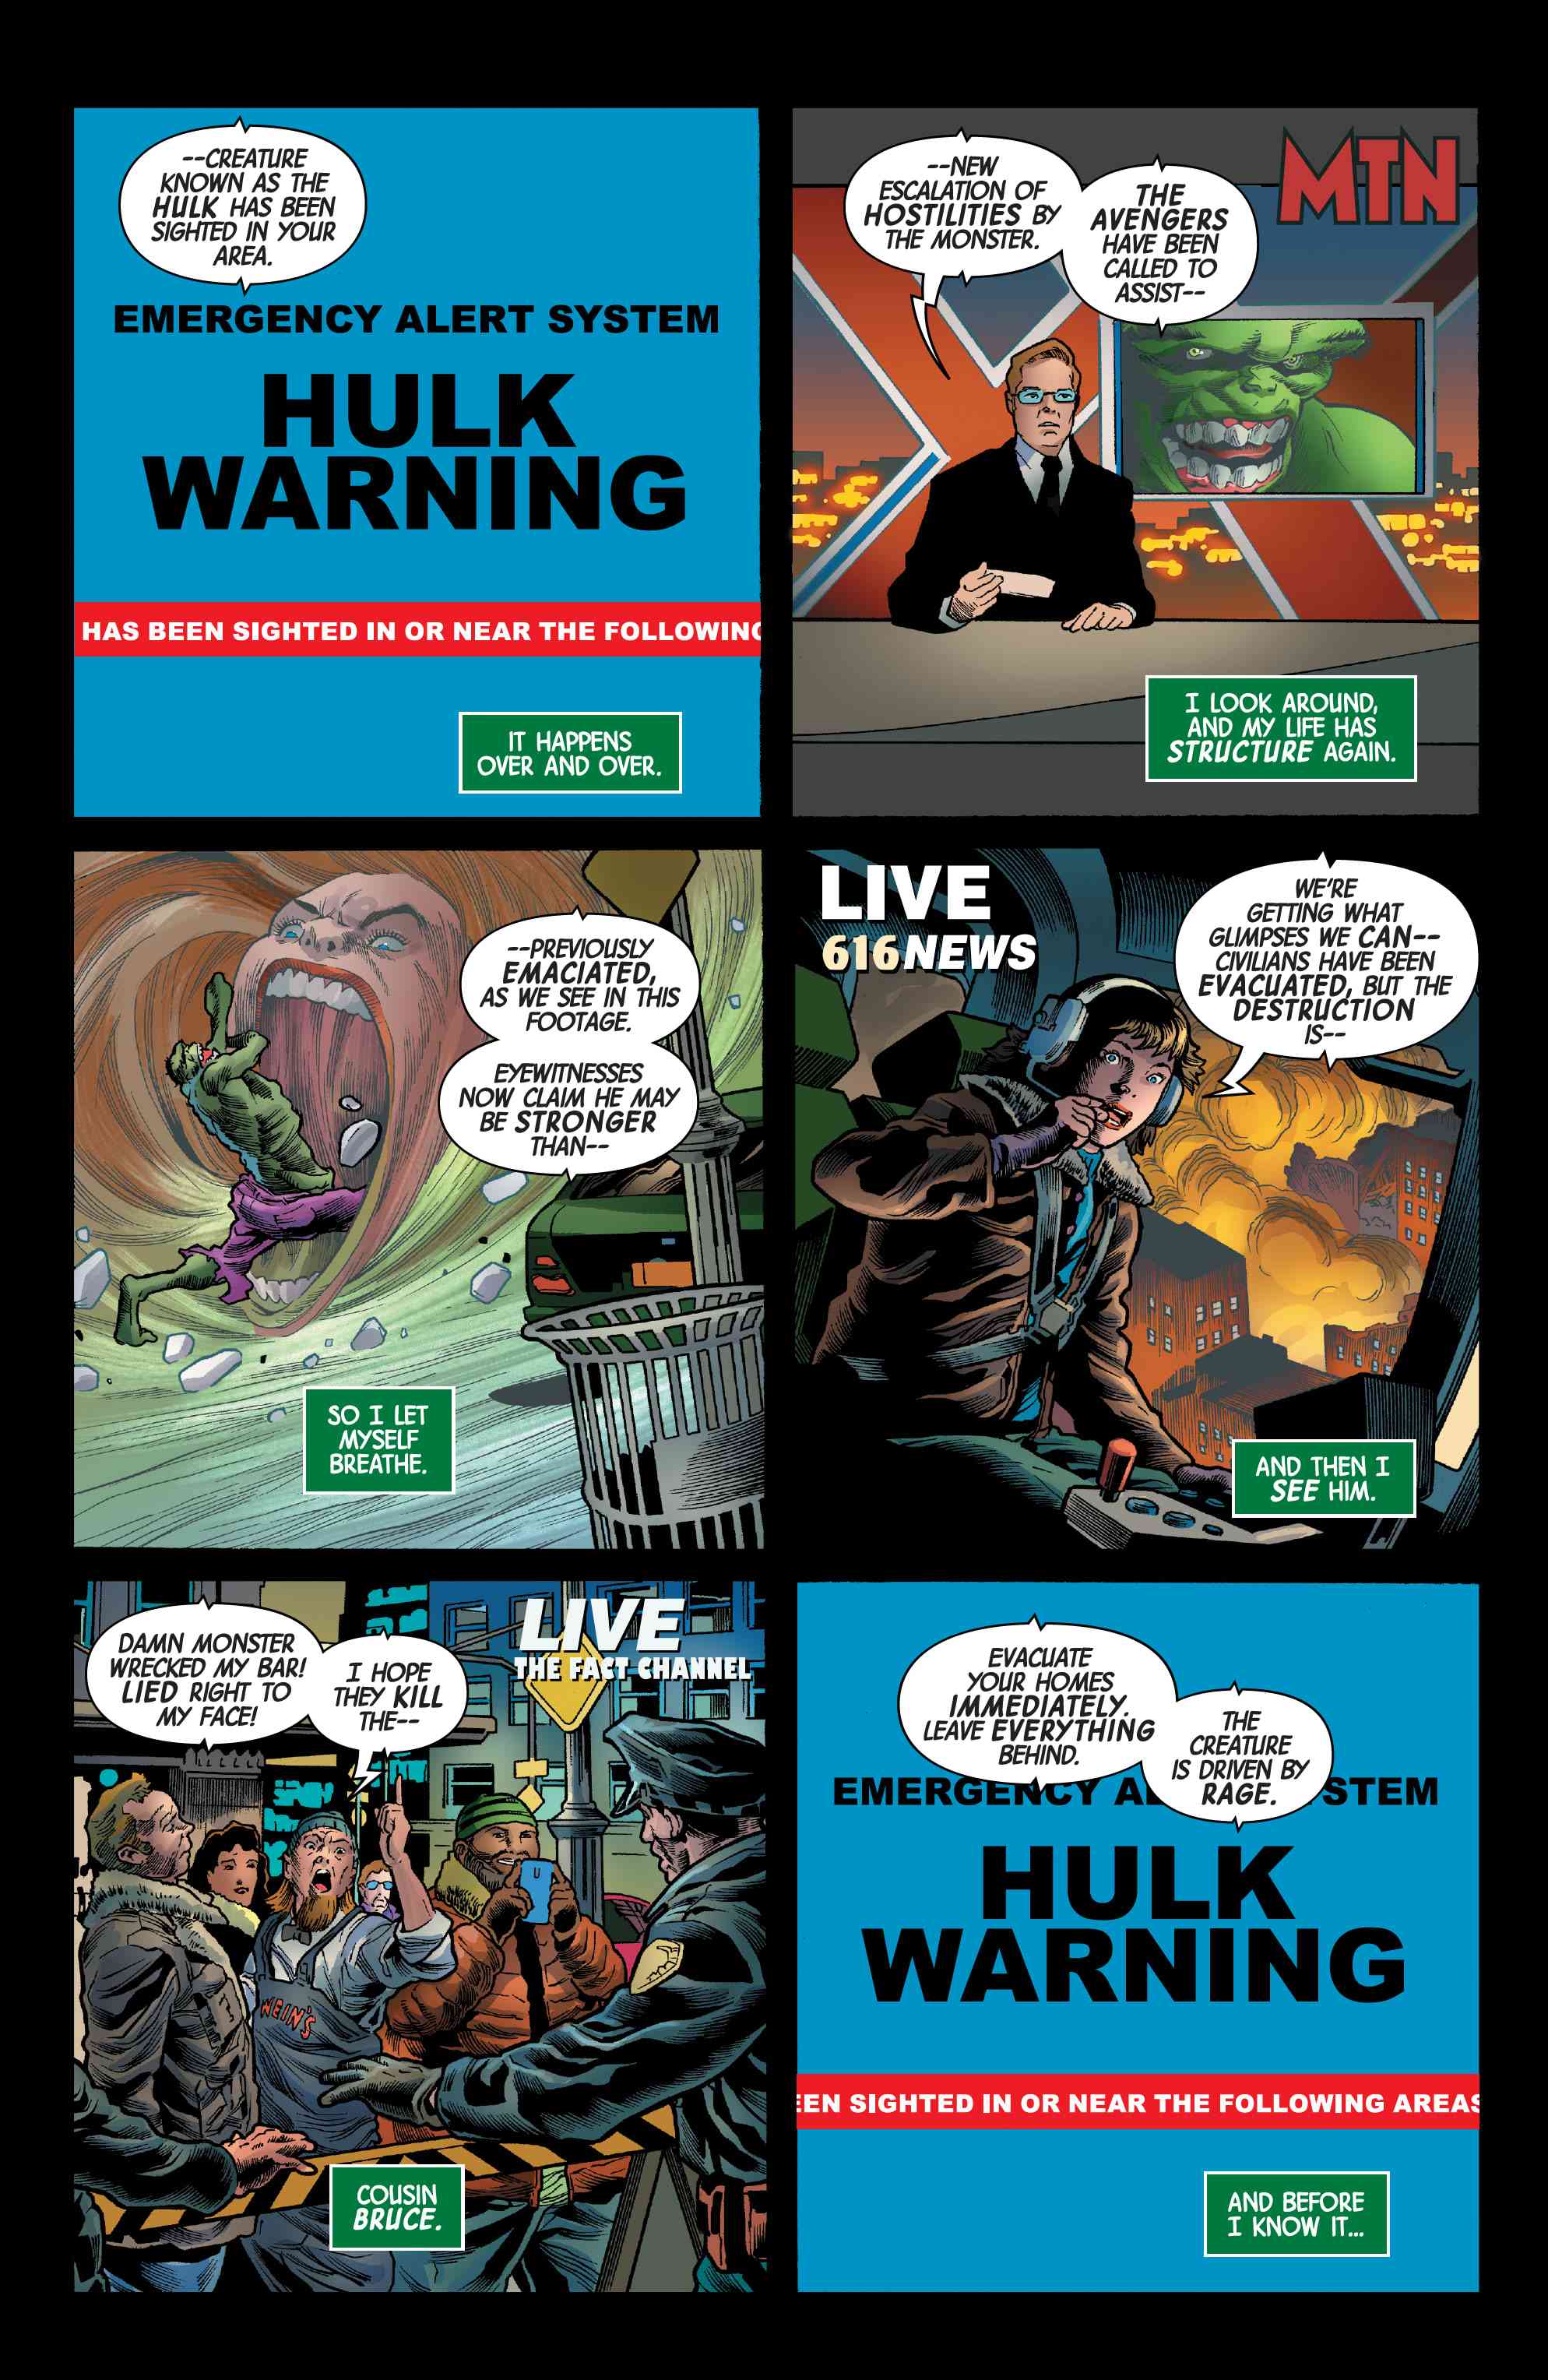 --CREATURE
KNOWN AS THE
HULK HAS BEEN
SIGHTED IN YOUR
AREA.
EMERGENCY ALERT SYSTEM
HULK
WARNING
HAS BEEN SIGHTED IN OR NEAR THE FOLLOWING
IT HAPPENS
OVER AND OVER.
--NEW
ESCALATION OF
HOSTILITIES BY
THE MONSTER.
THE
AVENGERS
HAVE BEEN
CALLED TO
ASSIST--
MTN
I LOOK AROUND,
AND MY LIFE HAS
STRUCTURE AGAIN.
--PREVIOUSLY
EMACIATED,
AS WE SEE IN THIS
FOOTAGE.
EYEWITNESSES
NOW CLAIM HE MAY
BE STRONGER
THAN--
SO I LET
MYSELF
BREATHE.
LIVE
616 NEWS
WE'RE
GETTING WHAT
GLIMPSES WE CAN--
CIVILIANS HAVE BEEN
EVACUATED, BUT THE
DESTRUCTION
IS--
AND THEN I
SEE HIM.
DAMN MONSTER
WRECKED MY BAR!
LIED RIGHT TO
MY FACE!
I HOPE
THEY KILL
THE--
LIVE
THE FACT CHANNEL
WEIN'S
U
COUSIN
BRUCE.
EVACUATE
YOUR HOMES
IMMEDIATELY.
LEAVE EVERYTHING
BEHIND.
THE
CREATURE
IS DRIVEN BY
RAGE.
EMERGENCY AL STEM
HULK
WARNING
EEN SIGHTED IN OR NEAR THE FOLLOWING AREAS
AND BEFORE
I KNOW IT...